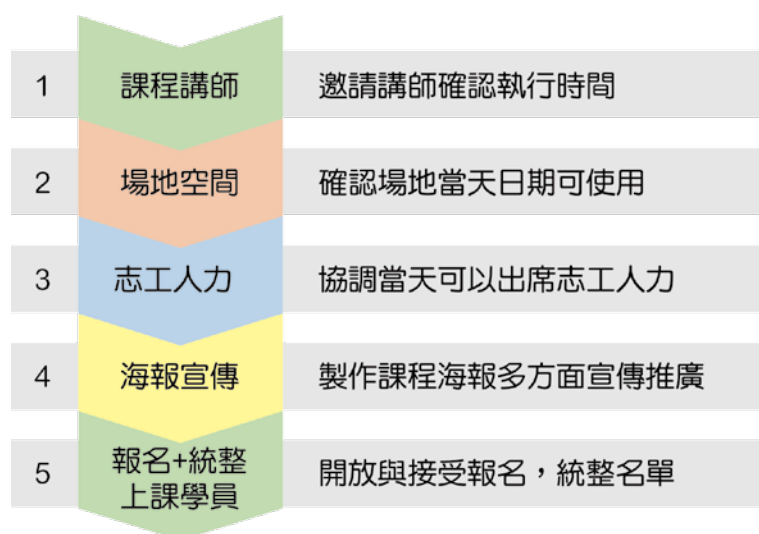 1 課程講師 邀請講師確認執行時間
2 場地空間 確認場地當天日期可使用
3 志工人力 協調當天可以出席志工人力
4 海報宣傳 製作課程海報多方面宣傳推廣
5 報名+統整
上課學員 開放與接受報名，統整名單